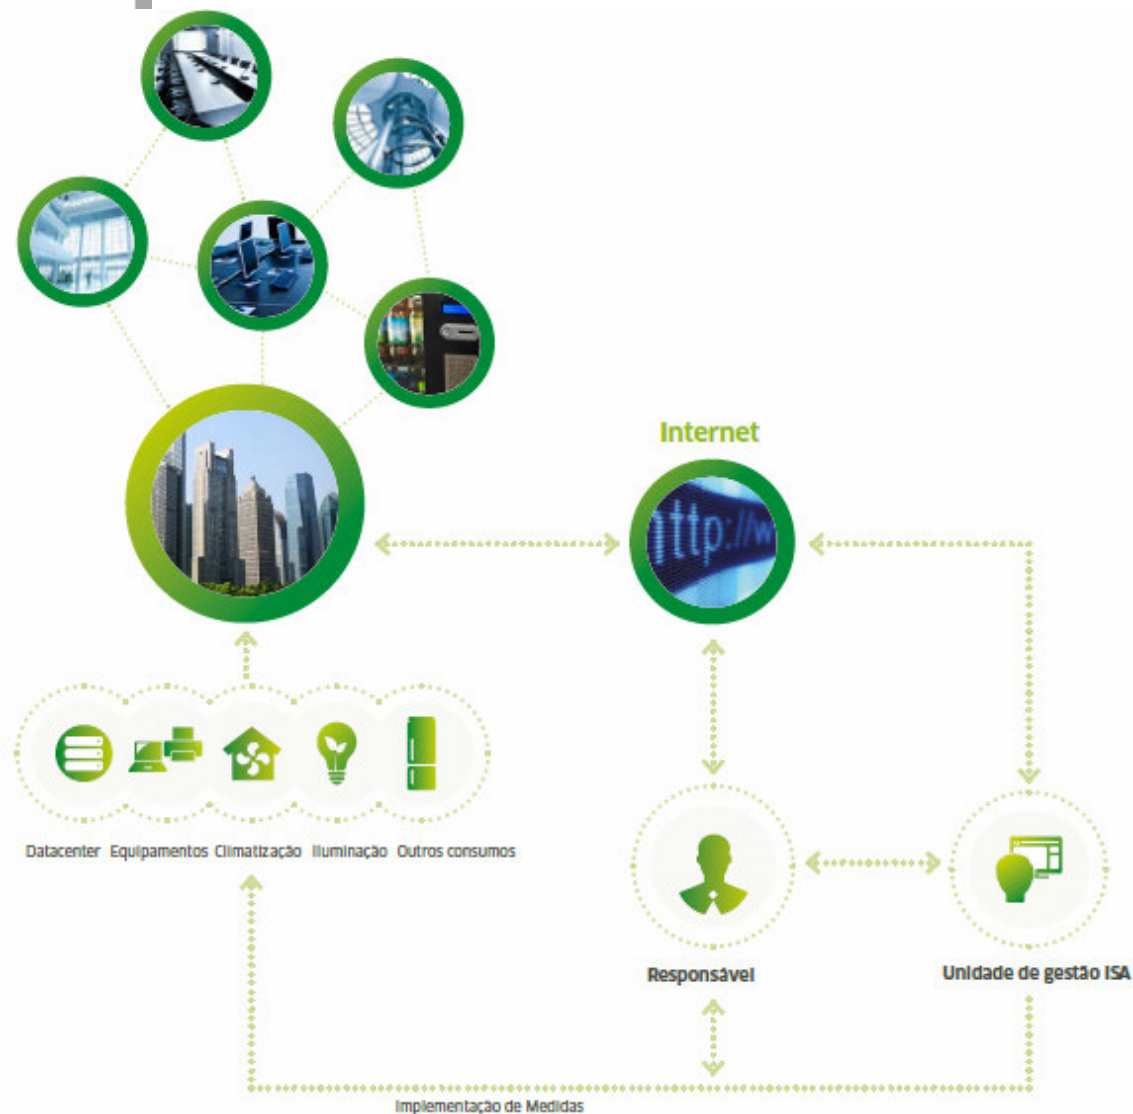 Internet
http://w
Datacenter Equipamentos Climatização Iluminação Outros consumos
Responsável
Unidade de gestão ISA
Implementação de Medidas